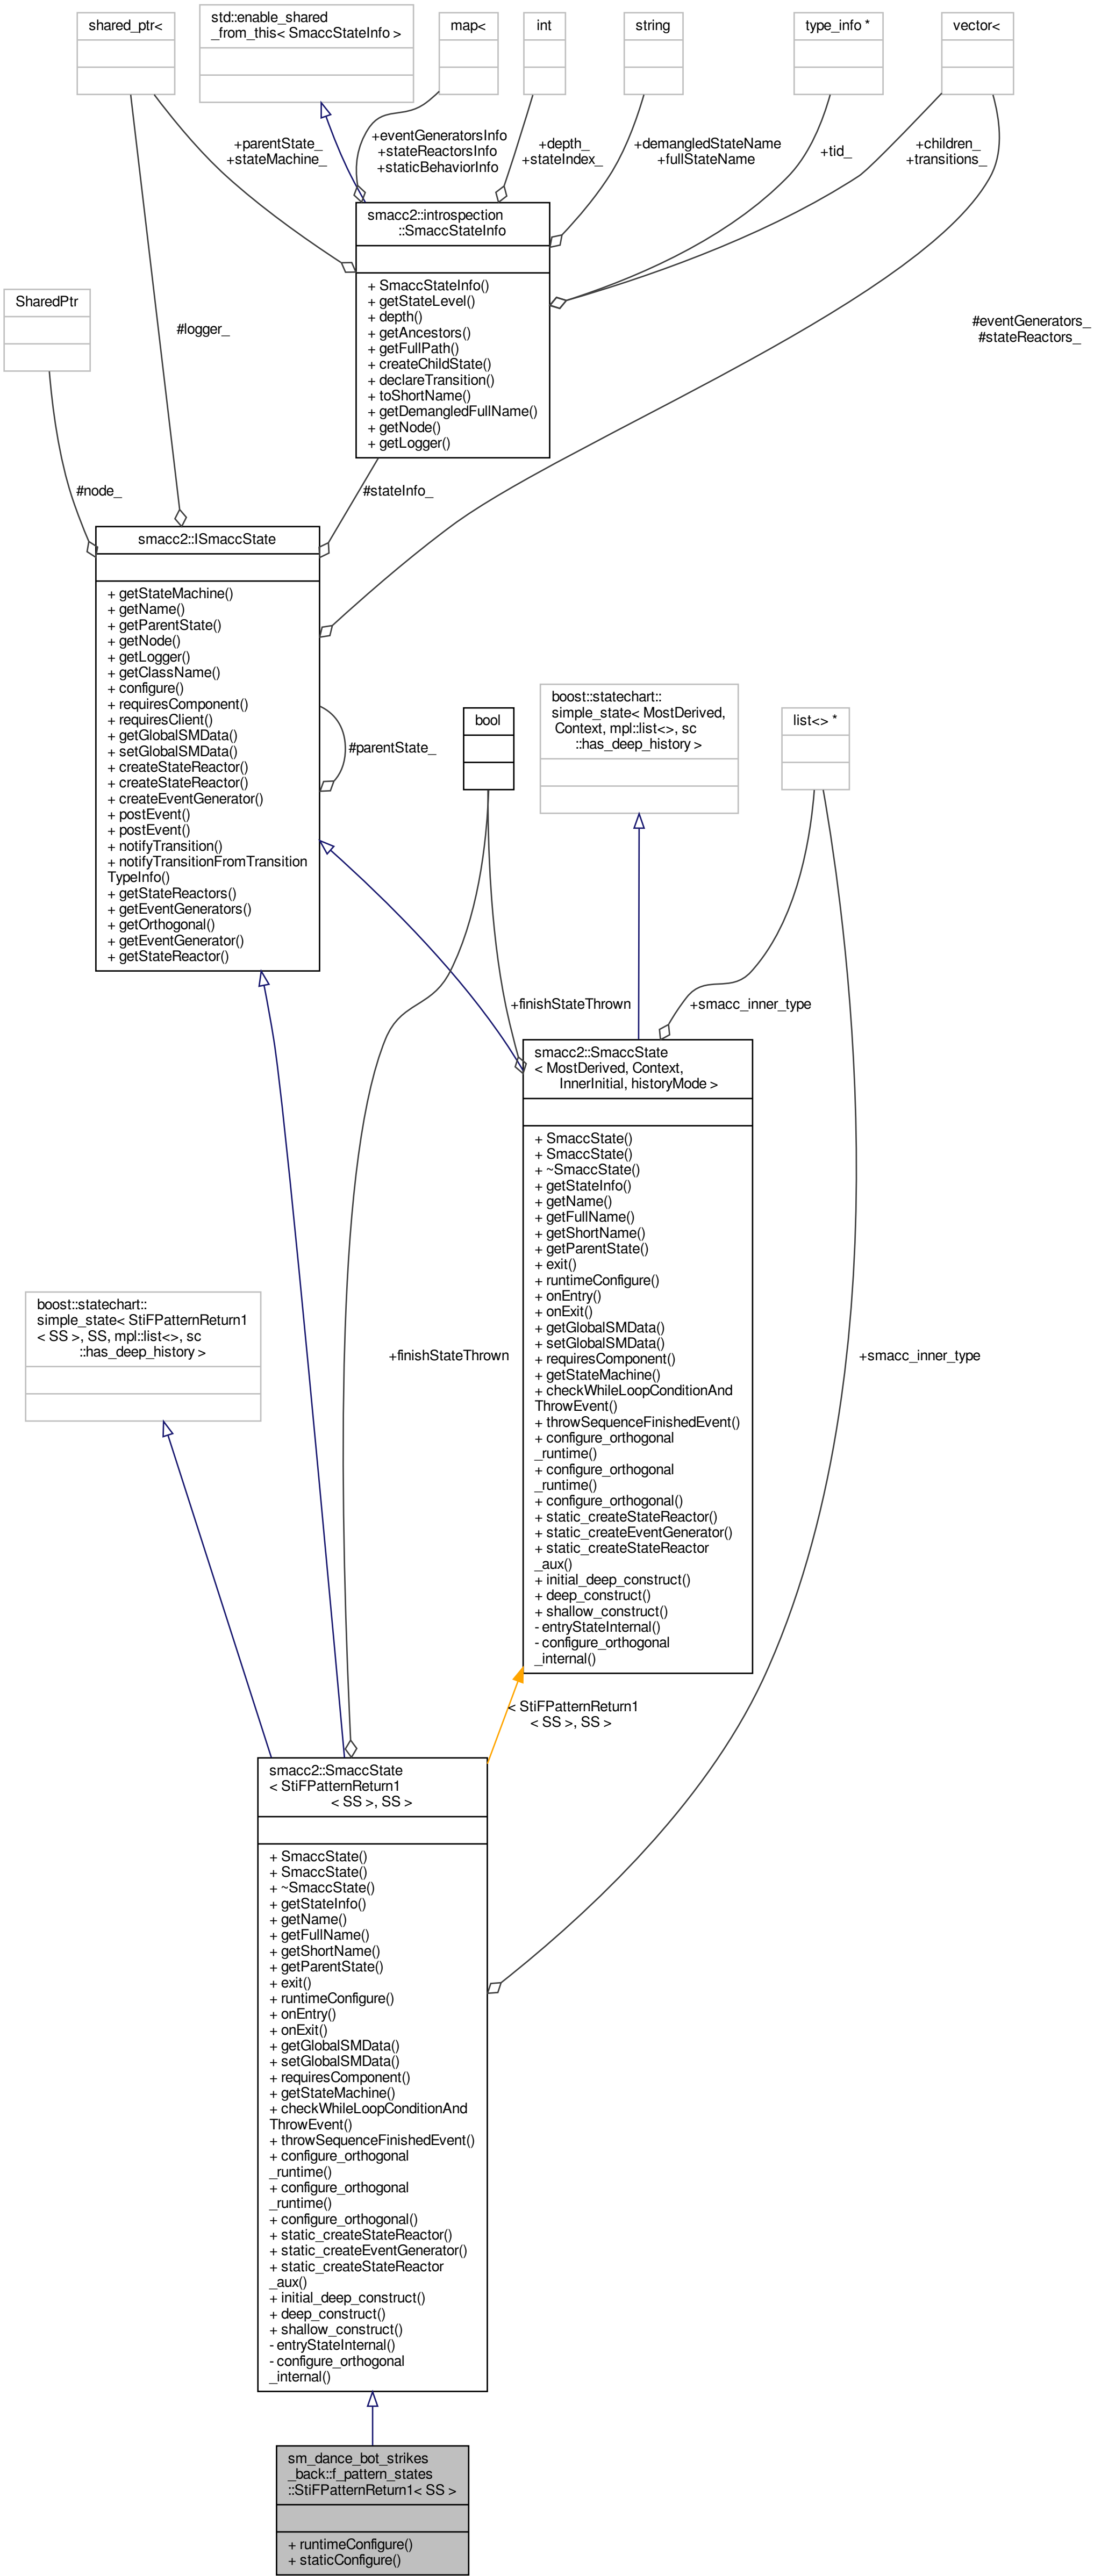 shared_ptr<
std::enable_shared
_from_this< SmaccStateInfo >
map<
int
string
type_info *
vector<
+parentState_
+stateMachine_
+eventGeneratorsInfo
+stateReactorsInfo
+staticBehaviorInfo
+depth_
+stateIndex_
+demangledStateName
+fullStateName
+tid_
+children_
+transitions_
smacc2::introspection
::SmaccStateInfo
+ SmaccStateInfo()
+ getStateLevel()
+ depth()
+ getAncestors()
+ getFullPath()
+ createChildState()
+ declareTransition()
+ toShortName()
+ getDemangledFullName()
+ getNode()
+ getLogger()
SharedPtr
#logger_
#eventGenerators_
#stateReactors_
#node_
#stateInfo_
smacc2::ISmaccState
+ getStateMachine()
+ getName()
+ getParentState()
+ getNode()
+ getLogger()
+ getClassName()
+ configure()
+ requiresComponent()
+ requiresClient()
+ getGlobalSMData()
+ setGlobalSMData()
+ createStateReactor()
+ createStateReactor()
+ createEventGenerator()
+ postEvent()
+ postEvent()
+ notifyTransition()
+ notifyTransitionFromTransition
TypeInfo()
+ getStateReactors()
+ getEventGenerators()
+ getOrthogonal()
+ getEventGenerator()
+ getStateReactor()
#parentState_
bool
boost::statechart::
simple_state< MostDerived,
Context, mpl::list<>, sc
::has_deep_history >
list<> *
+finishStateThrown
+smacc_inner_type
smacc2::SmaccState
< MostDerived, Context,
InnerInitial, historyMode >
+ SmaccState()
+ SmaccState()
+ ~SmaccState()
+ getStateInfo()
+ getName()
+ getFullName()
+ getShortName()
+ getParentState()
+ exit()
+ runtimeConfigure()
+ onEntry()
+ onExit()
+ getGlobalSMData()
+ setGlobalSMData()
+ requiresComponent()
+ getStateMachine()
+ checkWhileLoopConditionAnd
ThrowEvent()
+ throwSequenceFinishedEvent()
+ configure_orthogonal
_runtime()
+ configure_orthogonal
_runtime()
+ configure_orthogonal()
+ static_createStateReactor()
+ static_createEventGenerator()
+ static_createStateReactor
_aux()
+ initial_deep_construct()
+ deep_construct()
+ shallow_construct()
- entryStateInternal()
- configure_orthogonal
_internal()
boost::statechart::
simple_state< StiFPatternReturn1
< SS >, SS, mpl::list<>, sc
::has_deep_history >
+finishStateThrown
+smacc_inner_type
< StiFPatternReturn1
< SS >, SS >
smacc2::SmaccState
< StiFPatternReturn1
< SS >, SS >
+ SmaccState()
+ SmaccState()
+ ~SmaccState()
+ getStateInfo()
+ getName()
+ getFullName()
+ getShortName()
+ getParentState()
+ exit()
+ runtimeConfigure()
+ onEntry()
+ onExit()
+ getGlobalSMData()
+ setGlobalSMData()
+ requiresComponent()
+ getStateMachine()
+ checkWhileLoopConditionAnd
ThrowEvent()
+ throwSequenceFinishedEvent()
+ configure_orthogonal
_runtime()
+ configure_orthogonal
_runtime()
+ configure_orthogonal()
+ static_createStateReactor()
+ static_createEventGenerator()
+ static_createStateReactor
_aux()
+ initial_deep_construct()
+ deep_construct()
+ shallow_construct()
- entryStateInternal()
- configure_orthogonal
_internal()
sm_dance_bot_strikes
_back::f_pattern_states
::StiFPatternReturn1< SS >
+ runtimeConfigure()
+ staticConfigure()